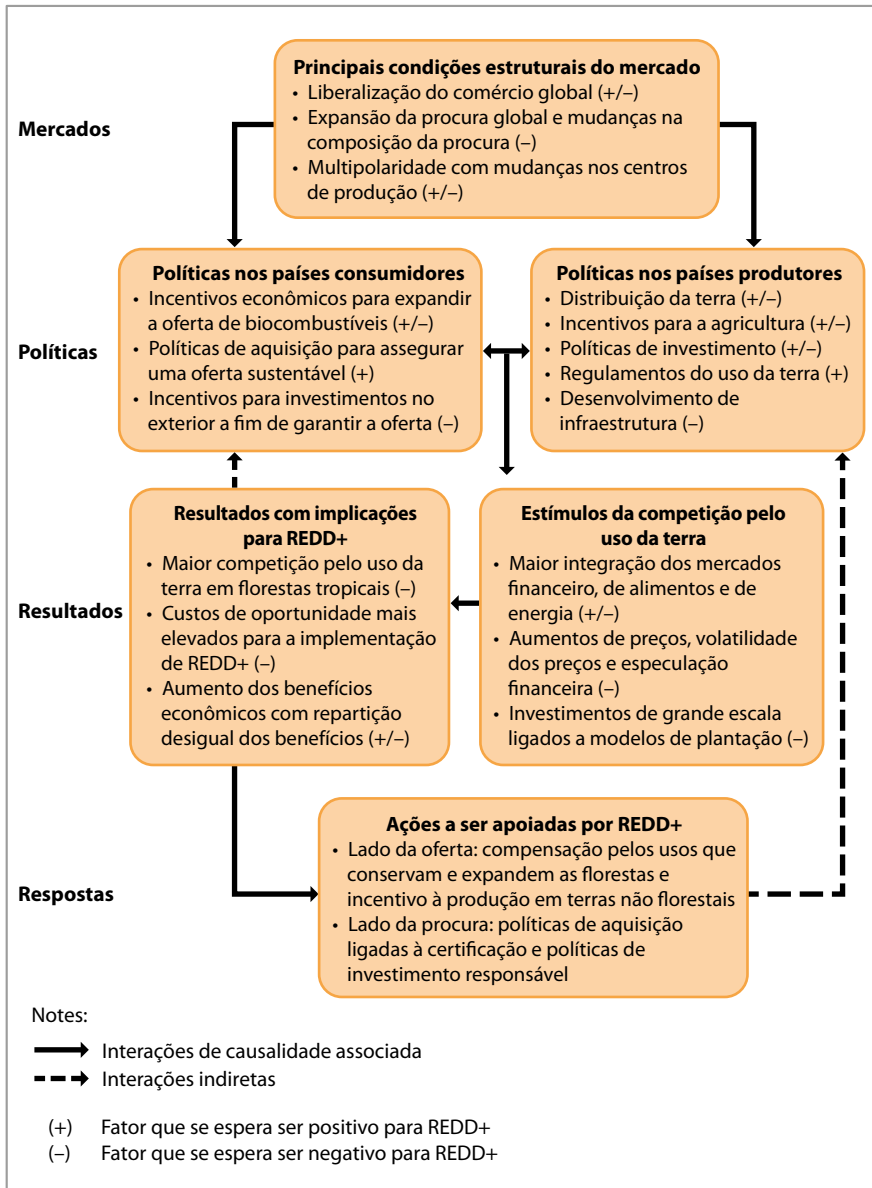 Mercados
Principais condições estruturais do mercado
• Liberalização do comércio global (+/–)
• Expansão da procura global e mudanças na
composição da procura (–)
• Multipolaridade com mudanças nos centros
de produção (+/–)
Políticas
Políticas nos países consumidores
• Incentivos econômicos para expandir
a oferta de biocombustíveis (+/–)
• Políticas de aquisição para assegurar
uma oferta sustentável (+)
• Incentivos para investimentos no
exterior a fim de garantir a oferta (–)
Políticas nos países produtores
• Distribuição da terra (+/–)
• Incentivos para a agricultura (+/–)
• Políticas de investimento (+/–)
• Regulamentos do uso da terra (+)
• Desenvolvimento de
infraestrutura (–)
Resultados
Resultados com implicações
para REDD+
• Maior competição pelo uso da
terra em florestas tropicais (–)
• Custos de oportunidade mais
elevados para a implementação
de REDD+ (–)
• Aumento dos benefícios
econômicos com repartição
desigual dos benefícios (+/–)
Estímulos da competição pelo
uso da terra
• Maior integração dos mercados
financeiro, de alimentos e de
energia (+/–)
• Aumentos de preços, volatilidade
dos preços e especulação
financeira (–)
• Investimentos de grande escala
ligados a modelos de plantação (–)
Respostas
Ações a ser apoiadas por REDD+
• Lado da oferta: compensação pelos usos que
conservam e expandem as florestas e
incentivo à produção em terras não florestais
• Lado da procura: políticas de aquisição
ligadas à certificação e políticas de
investimento responsável
Notes:
Interações de causalidade associada
Interações indiretas
(+) Fator que se espera ser positivo para REDD+
(–) Fator que se espera ser negativo para REDD+